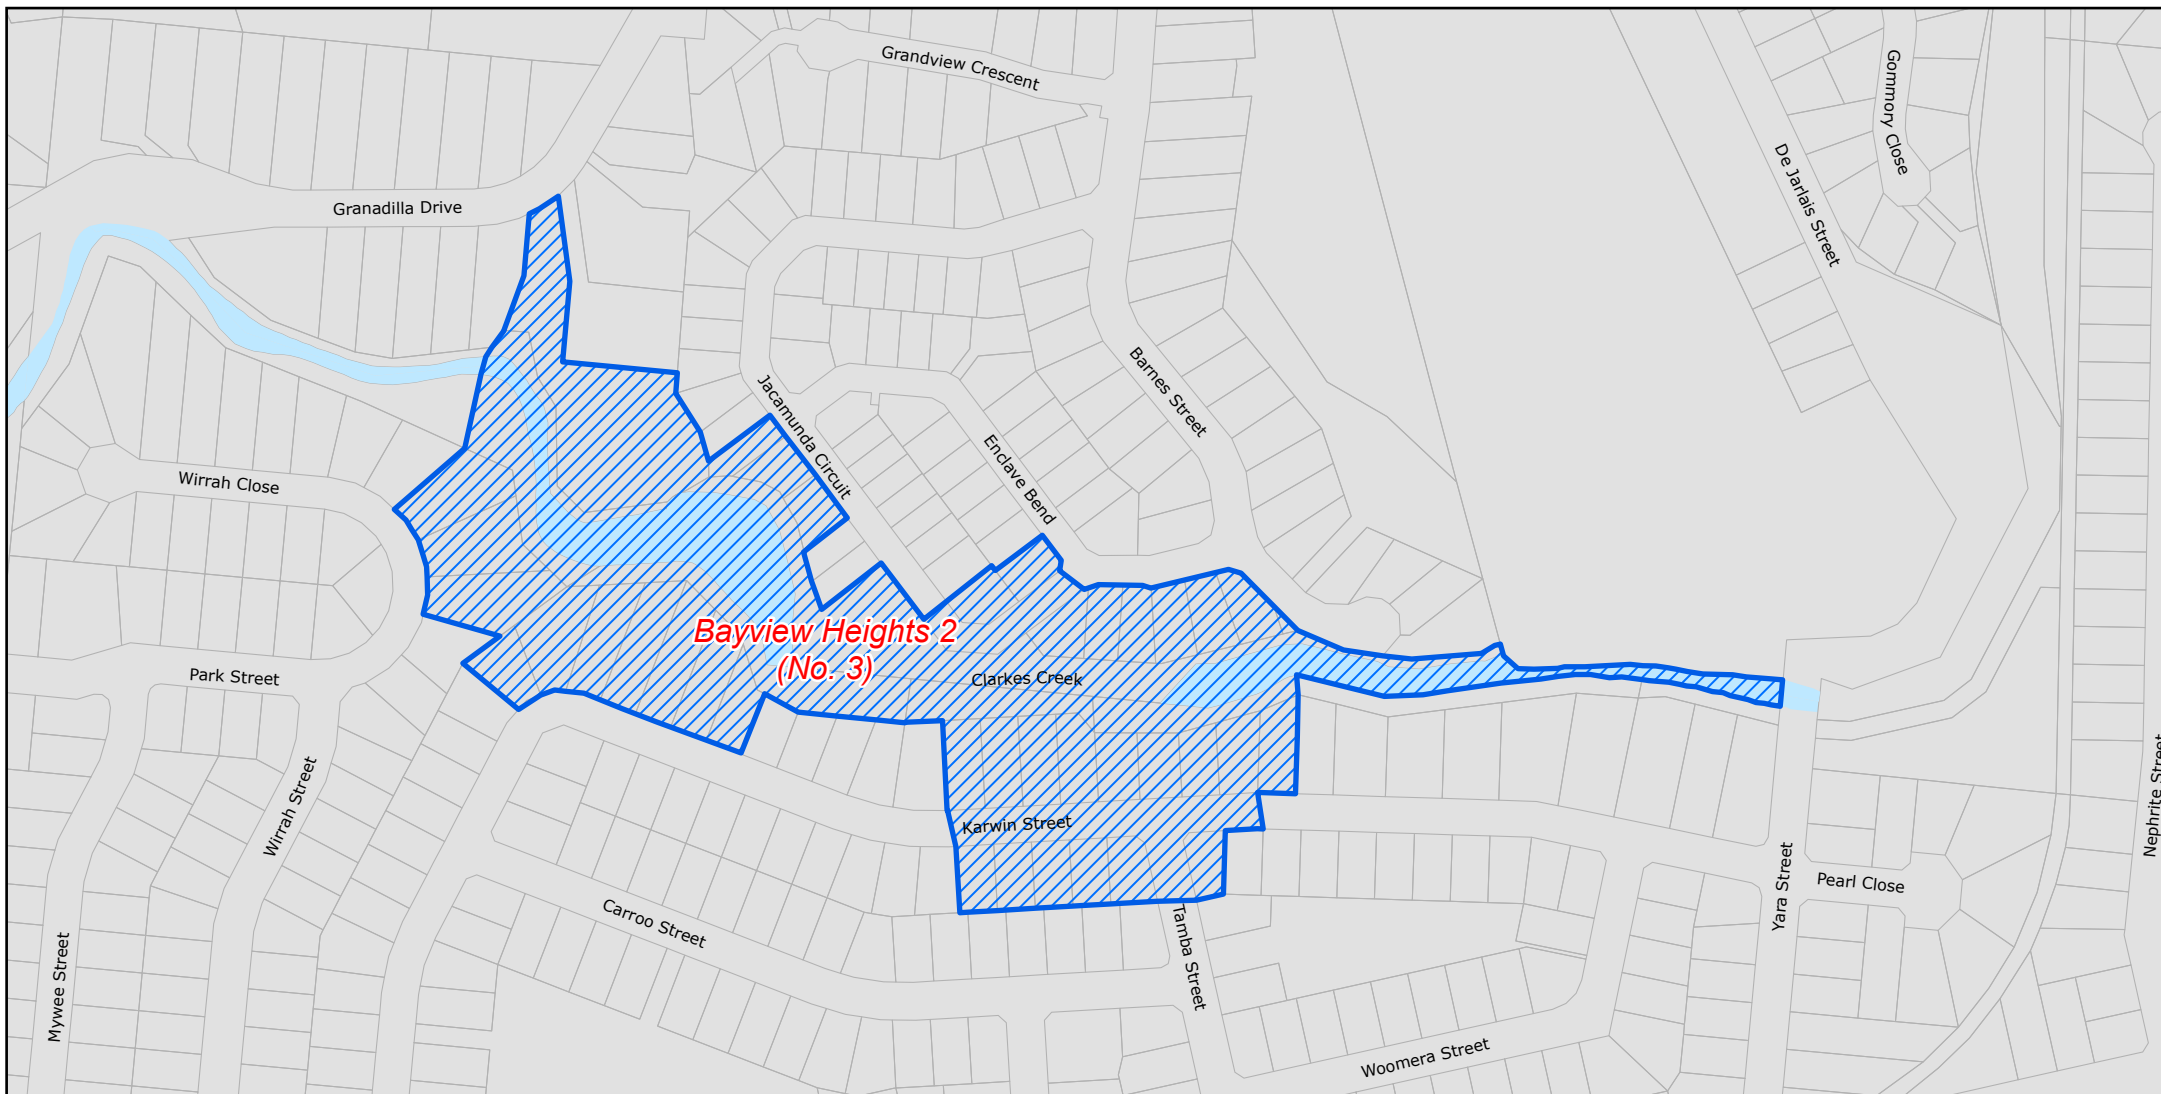 Grandview Crescent
Gommony Close
De Jarlais Street
Granadilla Drive
Jacamunda Circuit
Barnes Street
Enclave Bend
Wirrah Close
Bayview Heights 2
(No. 3)
Clarkes Creek
Park Street
Wirrah Street
Karwin Street
Nephrite Street
Yara Street
Pearl Close
Carroo Street
Tamba Street
Mywee Street
Woomera Street